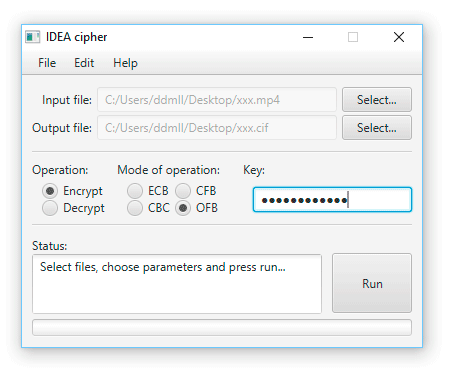 IDEA cipher
File Edit Help
Input file: C:/Users/ddmll/Desktop/xxx.mp4 Select...
Output file: C:/Users/ddmll/Desktop/xxx.cif Select...
Operation: Mode of operation: Key:
Encrypt ECB CFB ••••••••••••
Decrypt CBC OFB
Status:
Select files, choose parameters and press run...
Run